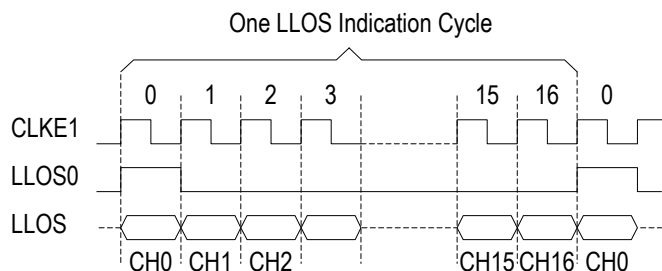 One LLOS Indication Cycle
0 1 2 3 15 16 0
CLKE1
LLOS0
LLOS
CH0 CH1 CH2 CH15 CH16 CH0